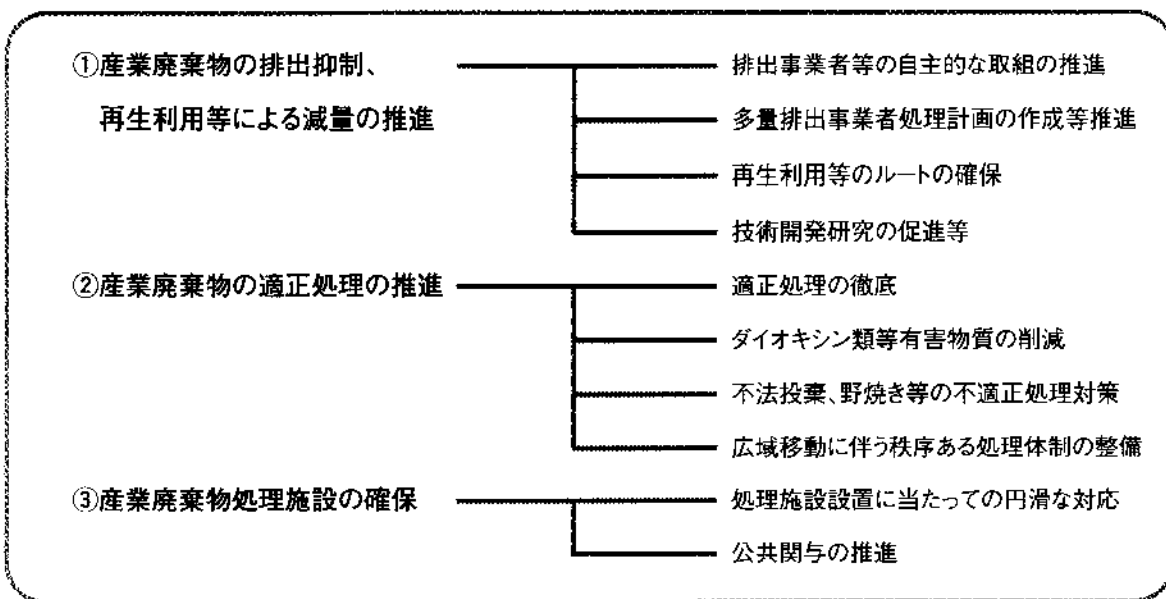 ①産業廃棄物の排出抑制、
再生利用等による減量の推進
排出事業者等の自主的な取組の推進
多量排出事業者処理計画の作成等推進
再生利用等のルートの確保
技術開発研究の促進等
②産業廃棄物の適正処理の推進
適正処理の徹底
ダイオキシン類等有害物質の削減
不法投棄、野焼き等の不適正処理対策
広域移動に伴う秩序ある処理体制の整備
③産業廃棄物処理施設の確保
処理施設設置に当たっての円滑な対応
公共関与の推進